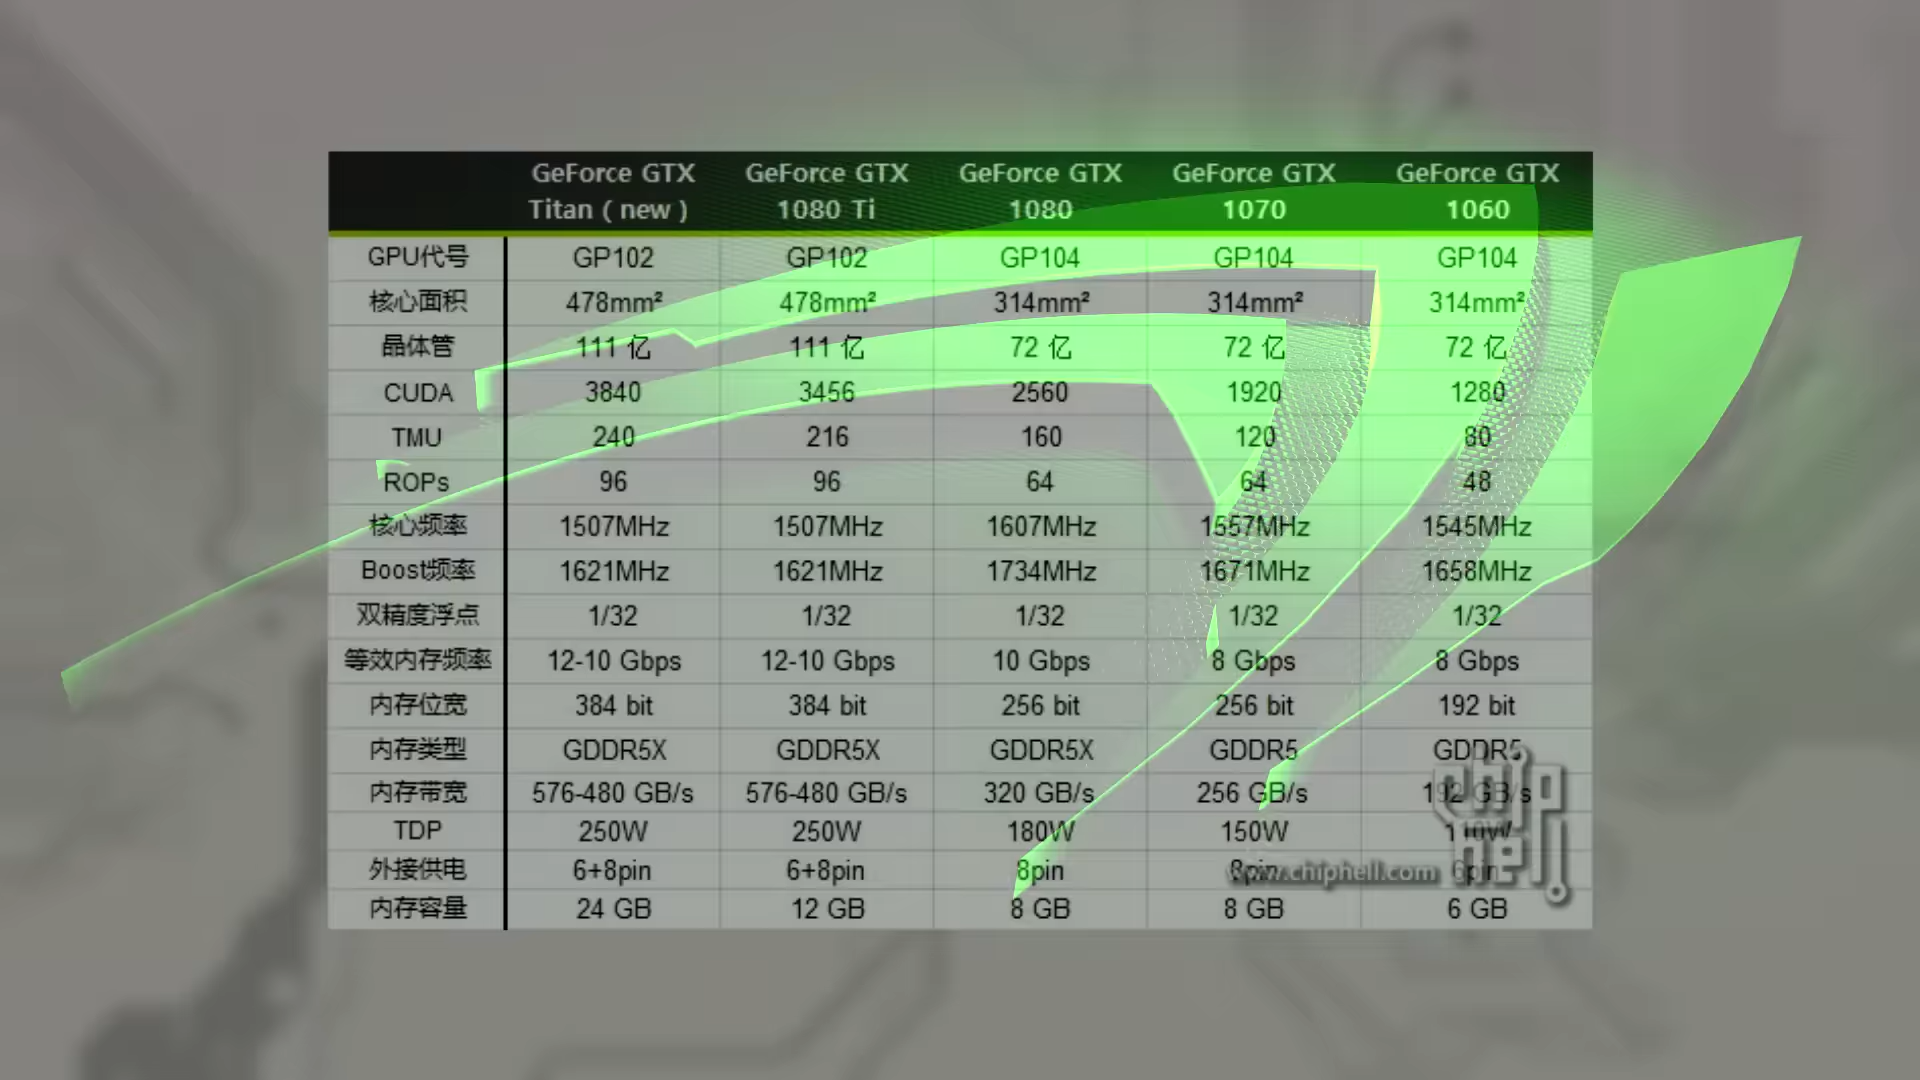 GeForce GTX Titan ( new ) GeForce GTX 1080 Ti GeForce GTX 1080 GeForce GTX 1070 GeForce GTX 1060
GPU代号 GP102 GP102 GP104 GP104 GP104
核心面积 478mm² 478mm² 314mm² 314mm² 314mm²
晶体管 111 亿 111 亿 72 亿 72 亿 72 亿
CUDA 3840 3456 2560 1920 1280
TMU 240 216 160 120 80
ROPs 96 96 64 64 48
核心频率 1507MHz 1507MHz 1607MHz 1557MHz 1545MHz
Boost频率 1621MHz 1621MHz 1734MHz 1671MHz 1658MHz
双精度浮点 1/32 1/32 1/32 1/32 1/32
等效内存频率 12-10 Gbps 12-10 Gbps 10 Gbps 8 Gbps 8 Gbps
内存位宽 384 bit 384 bit 256 bit 256 bit 192 bit
内存类型 GDDR5X GDDR5X GDDR5X GDDR5 GDDR5
内存带宽 576-480 GB/s 576-480 GB/s 320 GB/s 256 GB/s 192 GB/s
TDP 250W 250W 180W 150W 110W
外接供电 6+8pin 6+8pin 8pin 8pin 6pin
内存容量 24 GB 12 GB 8 GB 8 GB 6 GB
chip
hell
www.chiphell.com